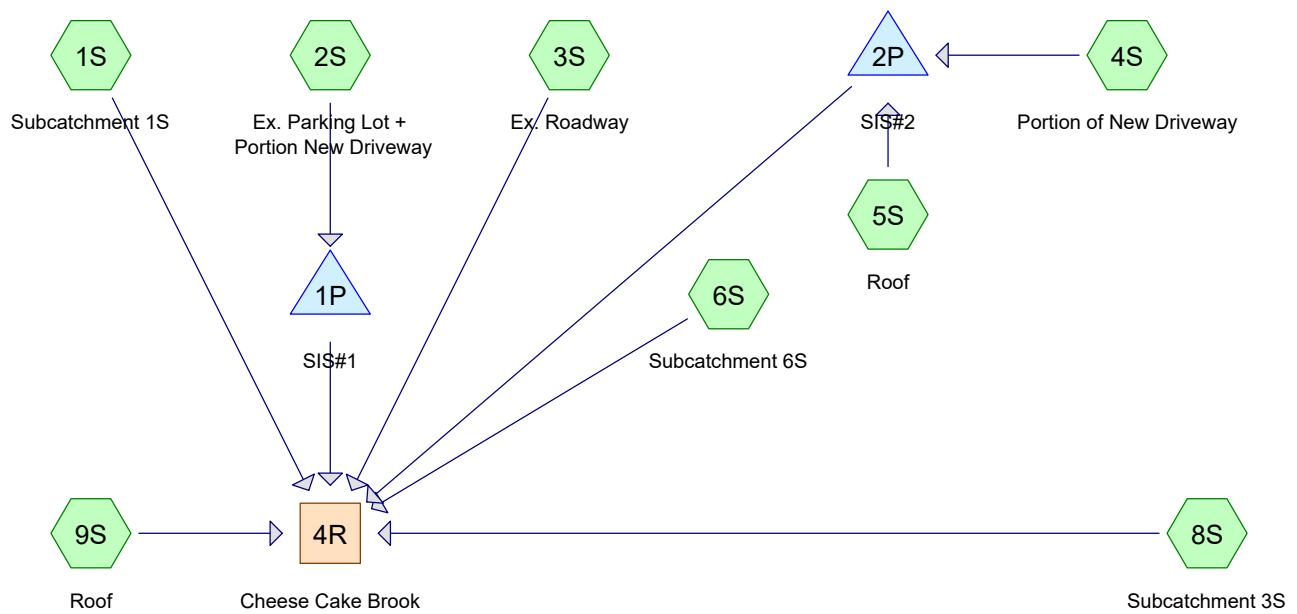 1S
Subcatchment 1S
2S
Ex. Parking Lot +
Portion New Driveway
3S
Ex. Roadway
2P
SIS#2
4S
Portion of New Driveway
5S
Roof
1P
SIS#1
6S
Subcatchment 6S
9S
Roof
4R
Cheese Cake Brook
8S
Subcatchment 3S